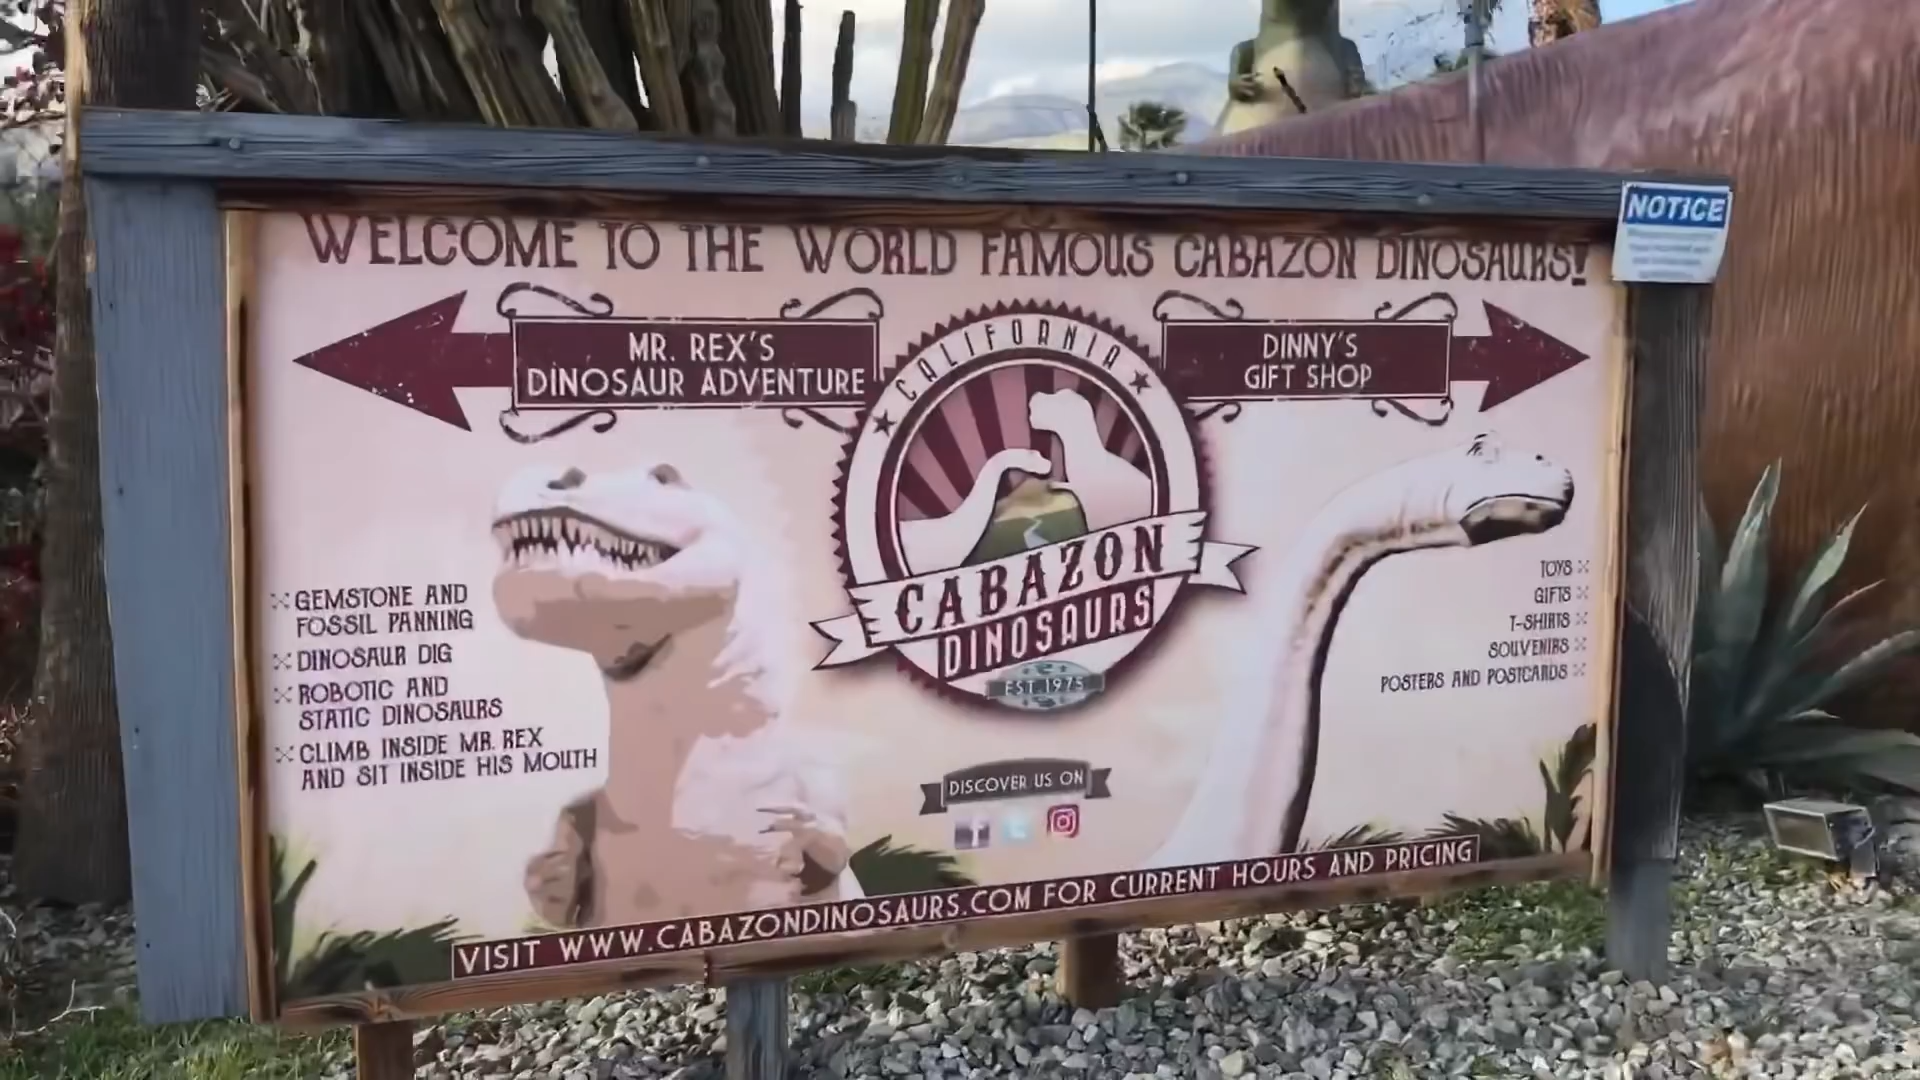 NOTICE
WELCOME TO THE WORLD FAMOUS CABAZON DINOSAURS!
MR. REX'S
DINOSAUR ADVENTURE
DINNY'S
GIFT SHOP
CALIFORNIA
CABAZON
DINOSAURS
EST. 1975
GEMSTONE AND
FOSSIL PANNING
DINOSAUR DIG
ROBOTIC AND
STATIC DINOSAURS
CLIMB INSIDE MR. REX
AND SIT INSIDE HIS MOUTH
TOYS
GIFTS
T-SHIRTS
SOUVENIRS
POSTERS AND POSTCARDS
DISCOVER US ON
VISIT WWW.CABAZONDINOSAURS.COM FOR CURRENT HOURS AND PRICING